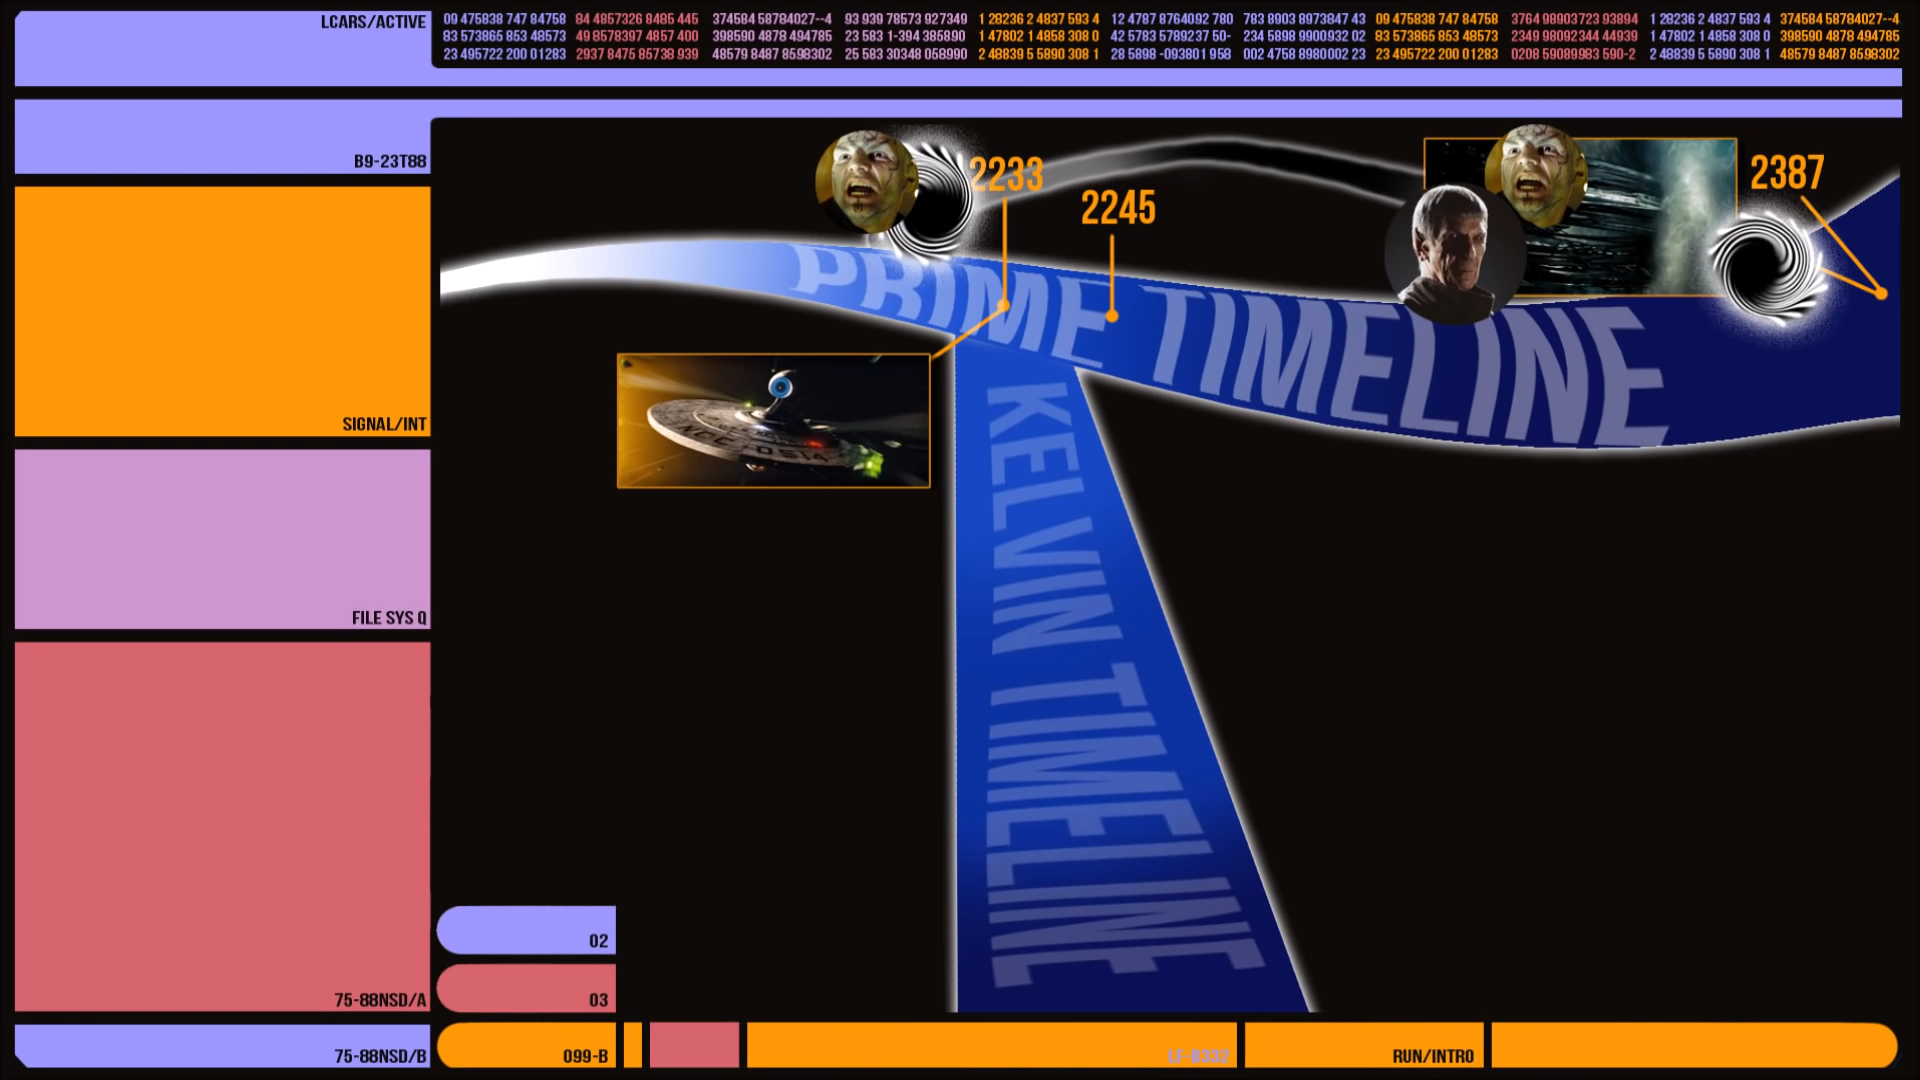 LCARS/ACTIVE
09 475838 747 84758 84 4857326 8485 445 374584 58784027--4 93 939 78573 927349 1 28236 2 4837 593 4 12 4787 8764092 780 783 8903 8973847 43 09 475838 747 84758 3764 98903723 93894 1 28236 2 4837 593 4 374584 58784027--4
83 573865 853 48573 49 8578397 4857 400 398590 4878 494785 23 583 1-394 385890 1 47802 1 4858 308 0 42 5783 5789237 50- 234 5898 9900932 02 83 573865 853 48573 2349 98092344 44939 1 47802 1 4858 308 0 398590 4878 494785
23 495722 200 01283 2937 8475 85738 939 48579 8487 8598302 25 583 30348 058990 2 48839 5 5890 308 1 28 5898 -093801 958 002 4758 8980002 23 23 495722 200 01283 0208 59089983 590-2 2 48839 5 5890 308 1 48579 8487 8598302
B9-23T88
2233
2245
2387
PRIME TIMELINE
SIGNAL/INT
KELVIN TIMELINE
FILE SYS Q
02
03
75-88NSD/A
75-88NSD/B
099-B
LF-8332
RUN/INTRO